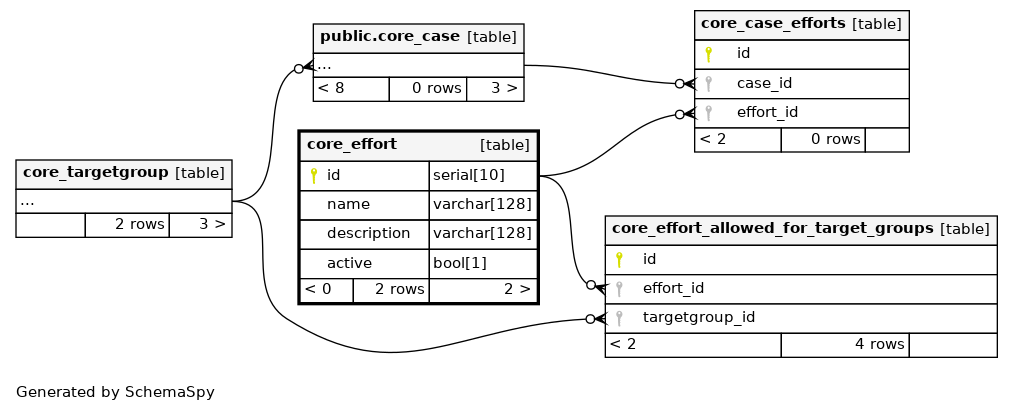 core_targetgroup [table]
...
2 rows 3 >
public.core_case [table]
...
< 8 0 rows 3 >
core_effort [table]
id serial[10]
name varchar[128]
description varchar[128]
active bool[1]
< 0 2 rows 2 >
core_case_efforts [table]
id
case_id
effort_id
< 2 0 rows
core_effort_allowed_for_target_groups [table]
id
effort_id
targetgroup_id
< 2 4 rows
Generated by SchemaSpy